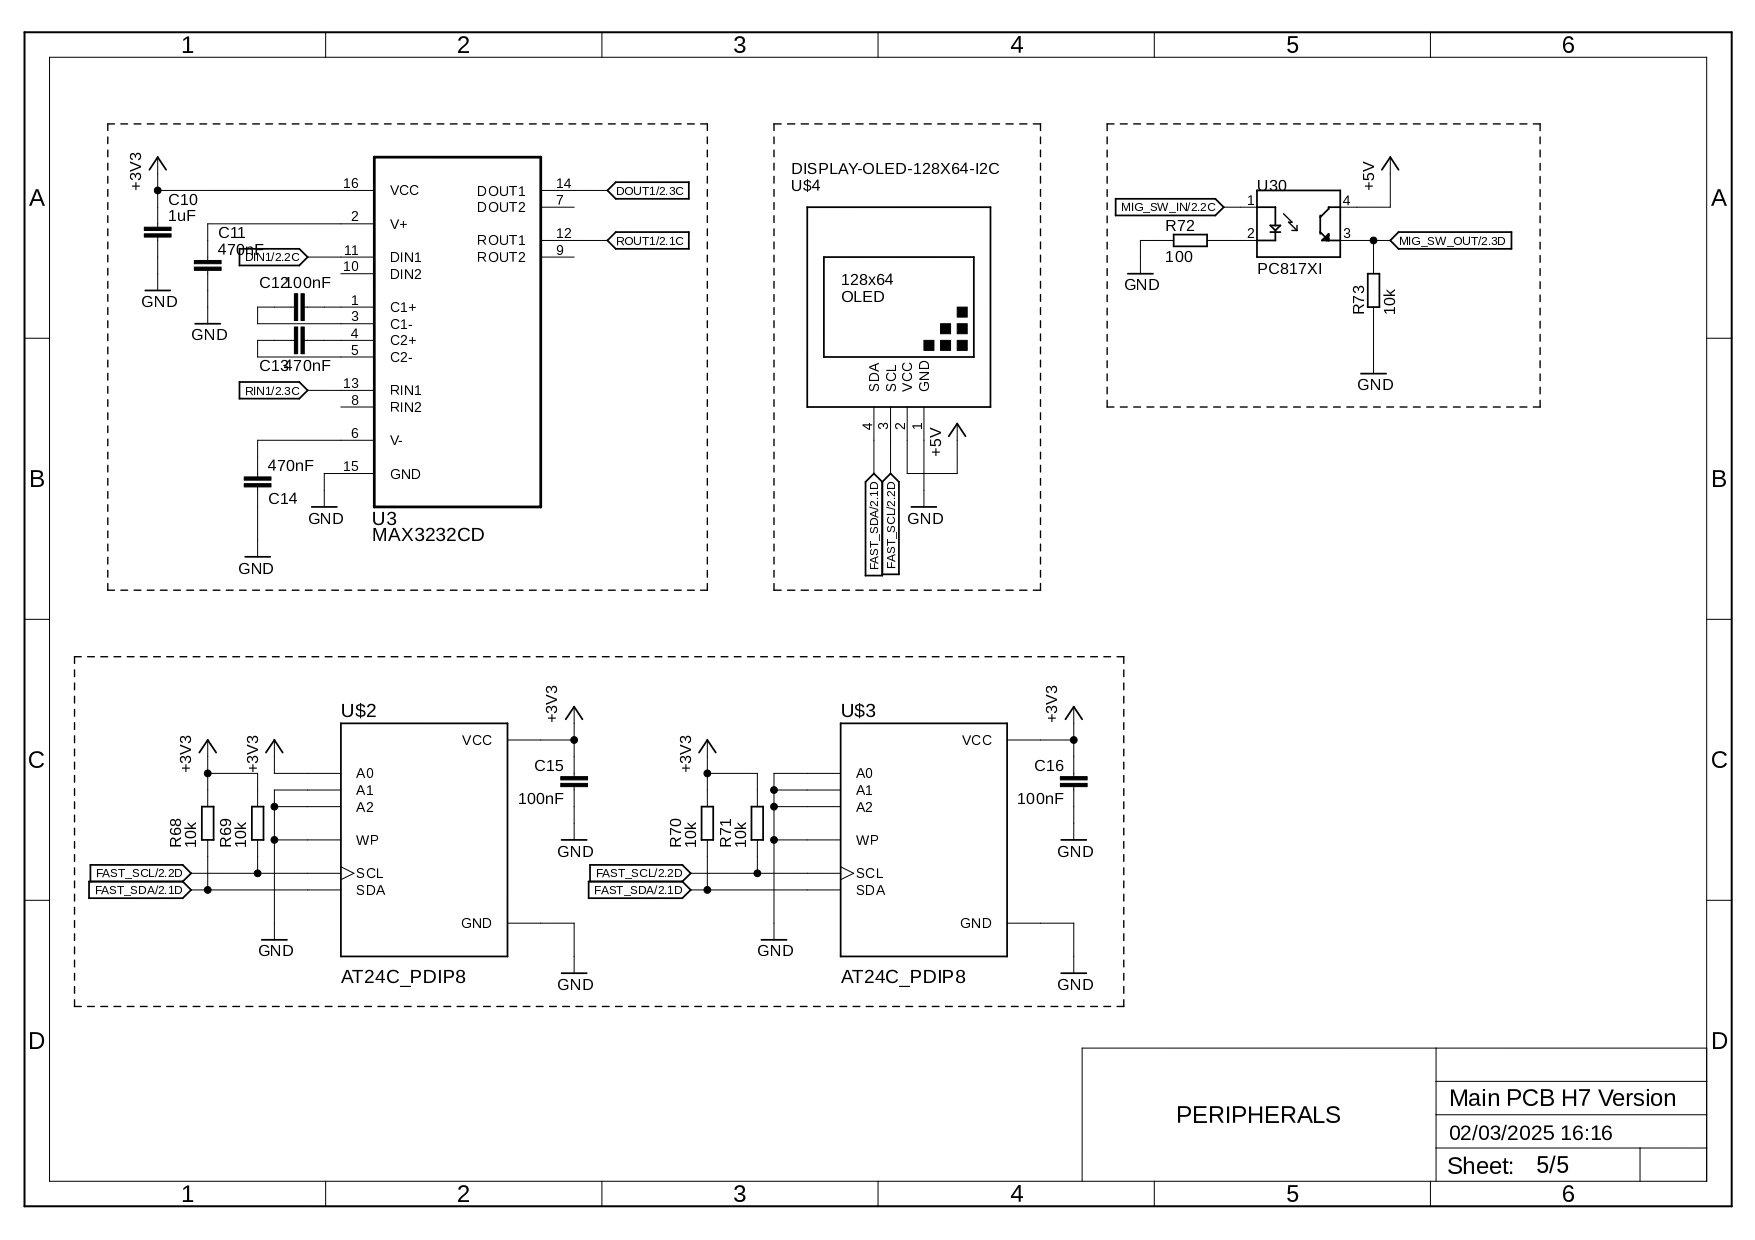 1 2 3 4 5 6
A
B
C
D
+3V3
C10
1uF
GND
C11
470nF
GND
DIN1/2.2C
C12 100nF
C13 470nF
RIN1/2.3C
470nF
C14
GND
GND
16 VCC
2 V+
11 DIN1
10 DIN2
1 C1+
3 C1-
4 C2+
5 C2-
13 RIN1
8 RIN2
6 V-
15 GND
DOUT1 14 DOUT1/2.3C
DOUT2 7
ROUT1 12 ROUT1/2.1C
ROUT2 9
U3
MAX3232CD
DISPLAY-OLED-128X64-I2C
U$4
128x64
OLED
SDA
SCL
VCC
GND
4
3
2
1
+5V
FAST_SDA/2.1D
FAST_SCL/2.2D
GND
U30
MIG_SW_IN/2.2C
1
2
4
3
+5V
R72
100
GND
PC817XI
MIG_SW_OUT/2.3D
R73
10k
GND
U$2
+3V3
+3V3
+3V3
VCC
A0
A1
A2
WP
SCL
SDA
GND
R68
10k
R69
10k
FAST_SCL/2.2D
FAST_SDA/2.1D
GND
C15
100nF
GND
GND
AT24C_PDIP8
U$3
+3V3
+3V3
VCC
A0
A1
A2
WP
SCL
SDA
GND
R70
10k
R71
10k
FAST_SCL/2.2D
FAST_SDA/2.1D
GND
C16
100nF
GND
GND
AT24C_PDIP8
A
B
C
D
PERIPHERALS
Main PCB H7 Version
02/03/2025 16:16
Sheet: 5/5
1 2 3 4 5 6